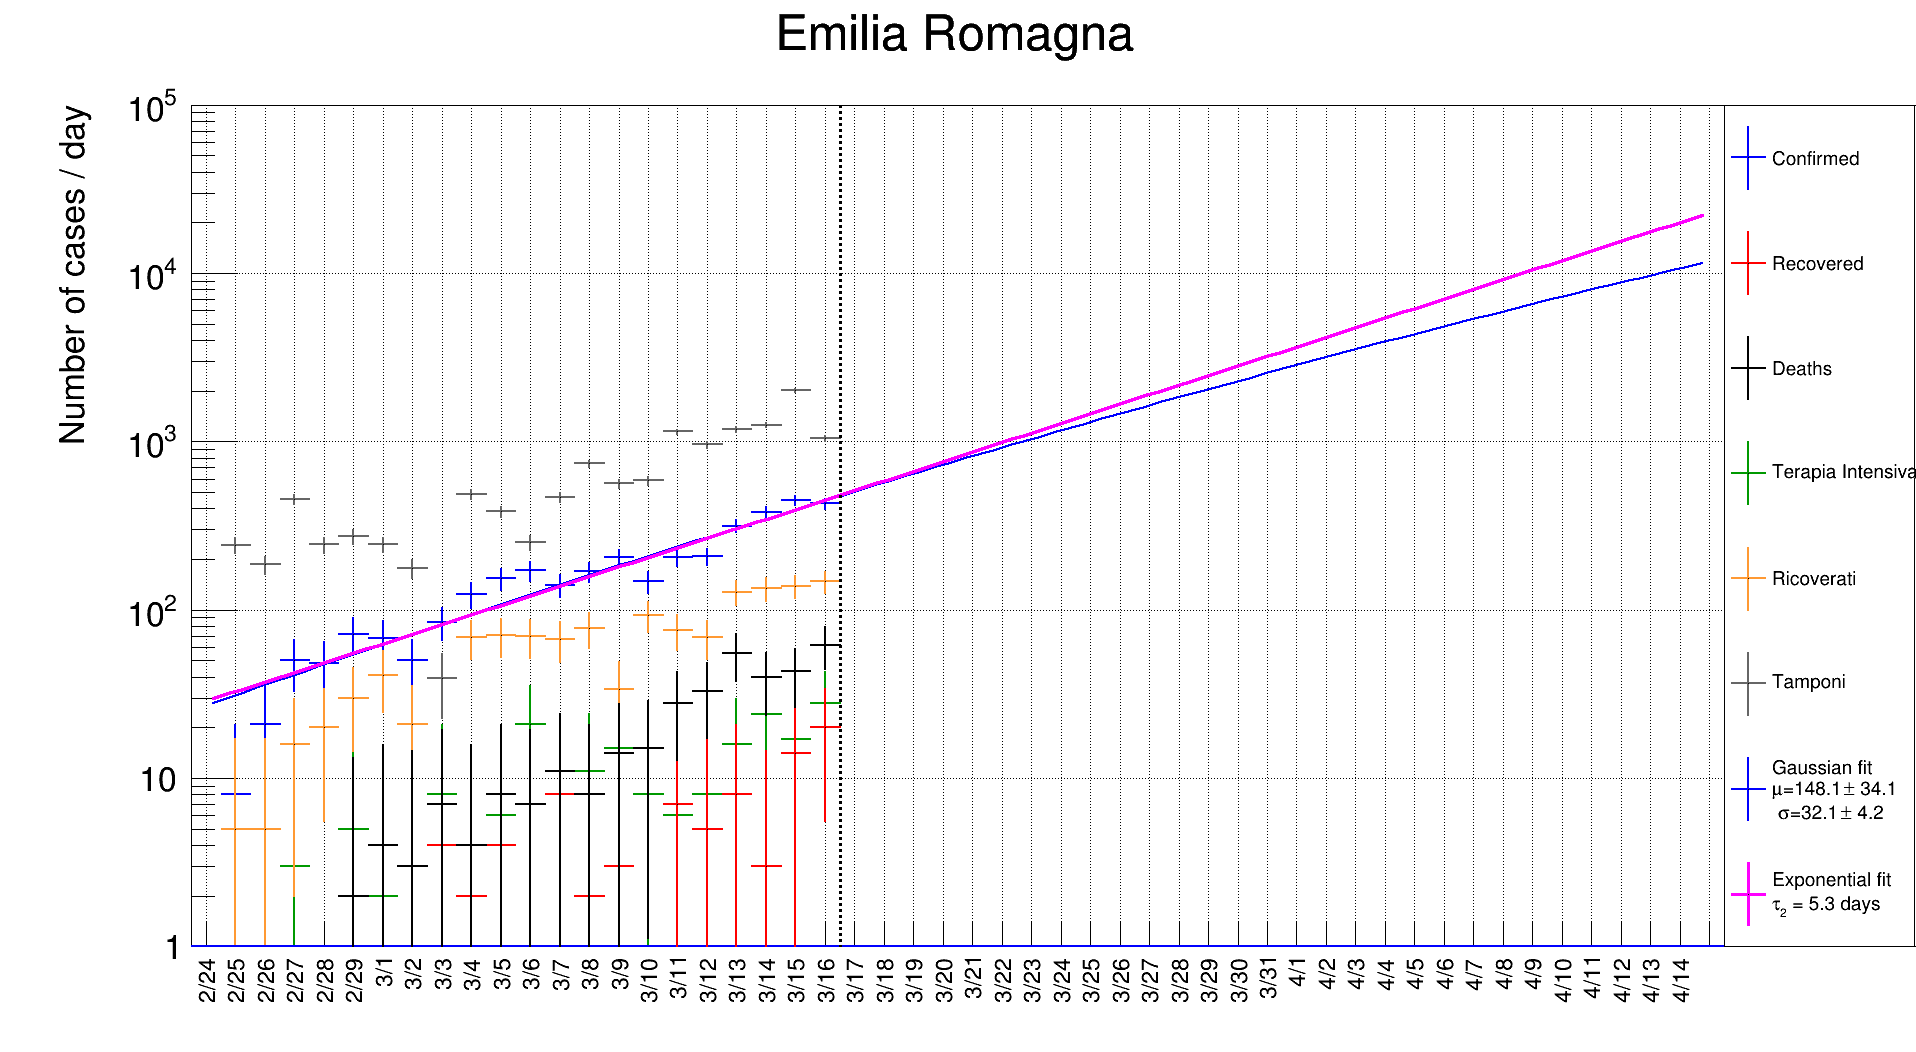 Emilia Romagna
Number of cases / day
10^5
10^4
10^3
10^2
10
1
2/24 2/25 2/26 2/27 2/28 2/29 3/1 3/2 3/3 3/4 3/5 3/6 3/7 3/8 3/9 3/10 3/11 3/12 3/13 3/14 3/15 3/16 3/17 3/18 3/19 3/20 3/21 3/22 3/23 3/24 3/25 3/26 3/27 3/28 3/29 3/30 3/31 4/1 4/2 4/3 4/4 4/5 4/6 4/7 4/8 4/9 4/10 4/11 4/12 4/13 4/14
Confirmed
Recovered
Deaths
Terapia Intensiva
Ricoverati
Tamponi
Gaussian fit
μ=148.1± 34.1
σ=32.1± 4.2
Exponential fit
τ₂ = 5.3 days